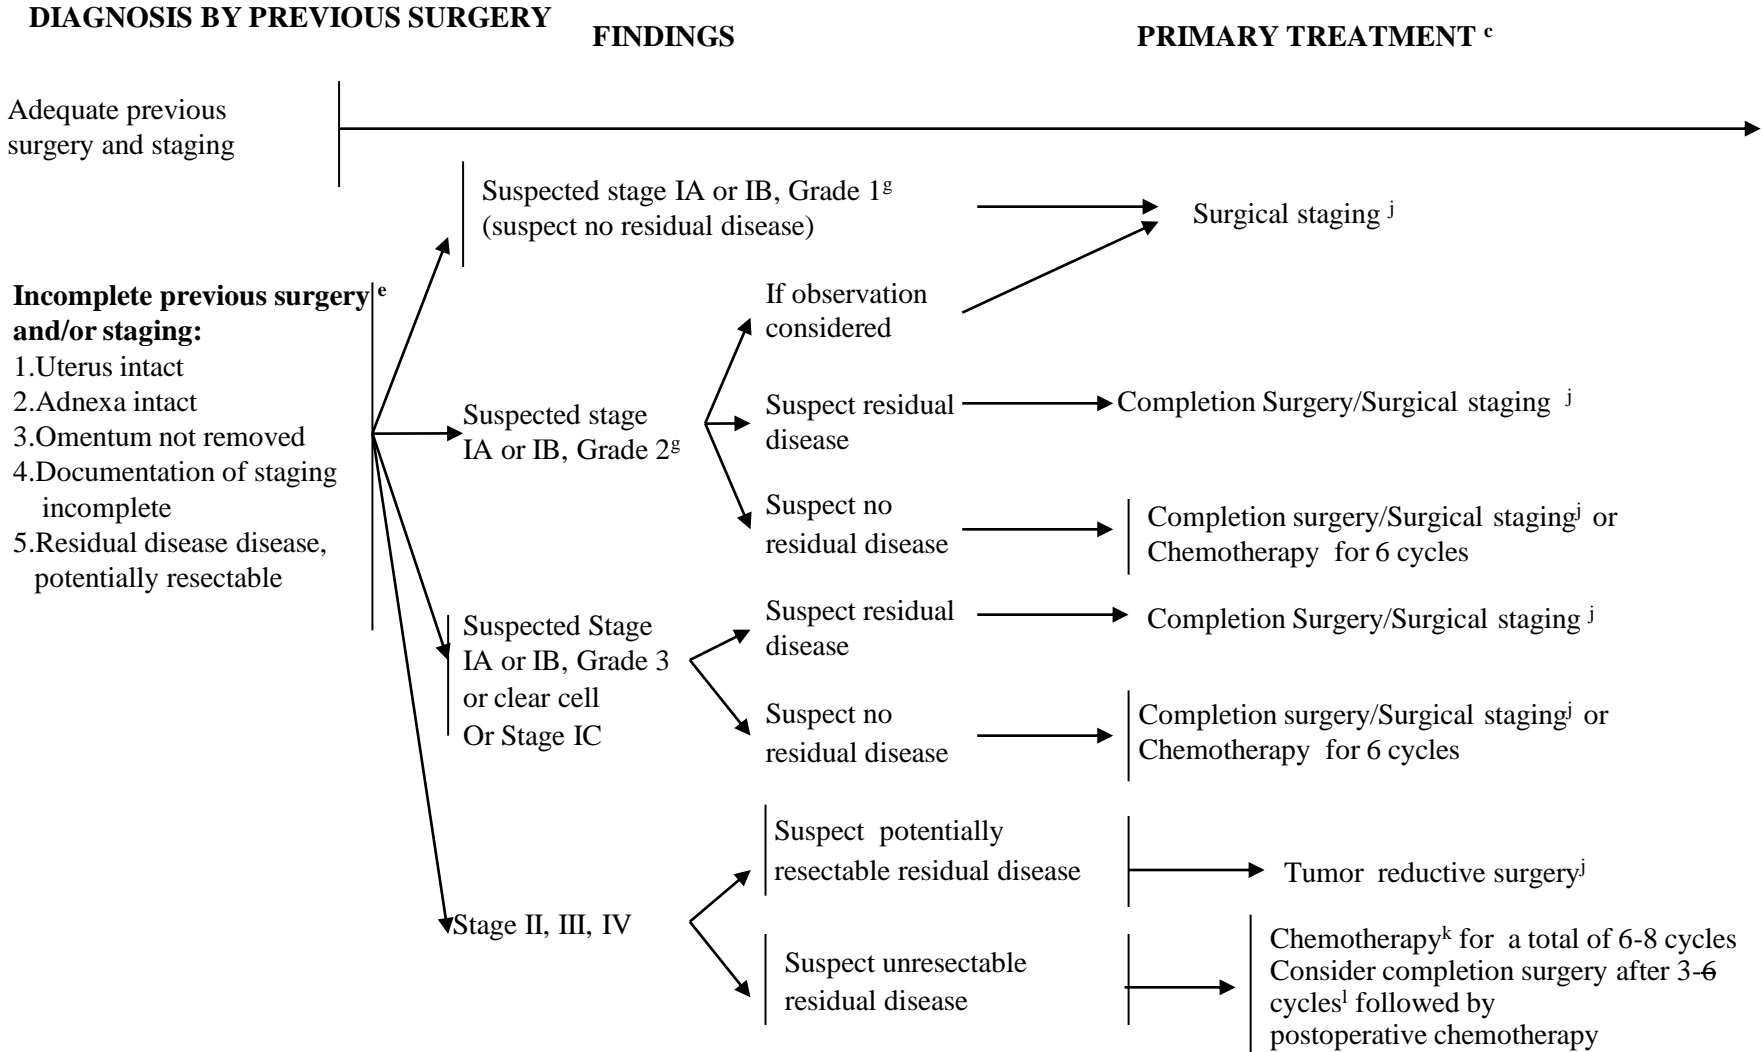 DIAGNOSIS BY PREVIOUS SURGERY
FINDINGS
PRIMARY TREATMENT c
Adequate previous
surgery and staging
Suspected stage IA or IB, Grade 1g
(suspect no residual disease)
Surgical staging j
Incomplete previous surgery e
and/or staging:
1.Uterus intact
2.Adnexa intact
3.Omentum not removed
4.Documentation of staging
incomplete
5.Residual disease disease,
potentially resectable
If observation
considered
Suspected stage
IA or IB, Grade 2g
Suspect residual
disease
Completion Surgery/Surgical staging j
Suspect no
residual disease
Completion surgery/Surgical stagingj or
Chemotherapy for 6 cycles
Suspected Stage
IA or IB, Grade 3
or clear cell
Or Stage IC
Suspect residual
disease
Completion Surgery/Surgical staging j
Suspect no
residual disease
Completion surgery/Surgical stagingj or
Chemotherapy for 6 cycles
Stage II, III, IV
Suspect potentially
resectable residual disease
Tumor reductive surgeryj
Suspect unresectable
residual disease
Chemotherapyk for a total of 6-8 cycles
Consider completion surgery after 3-6
cyclesl followed by
postoperative chemotherapy